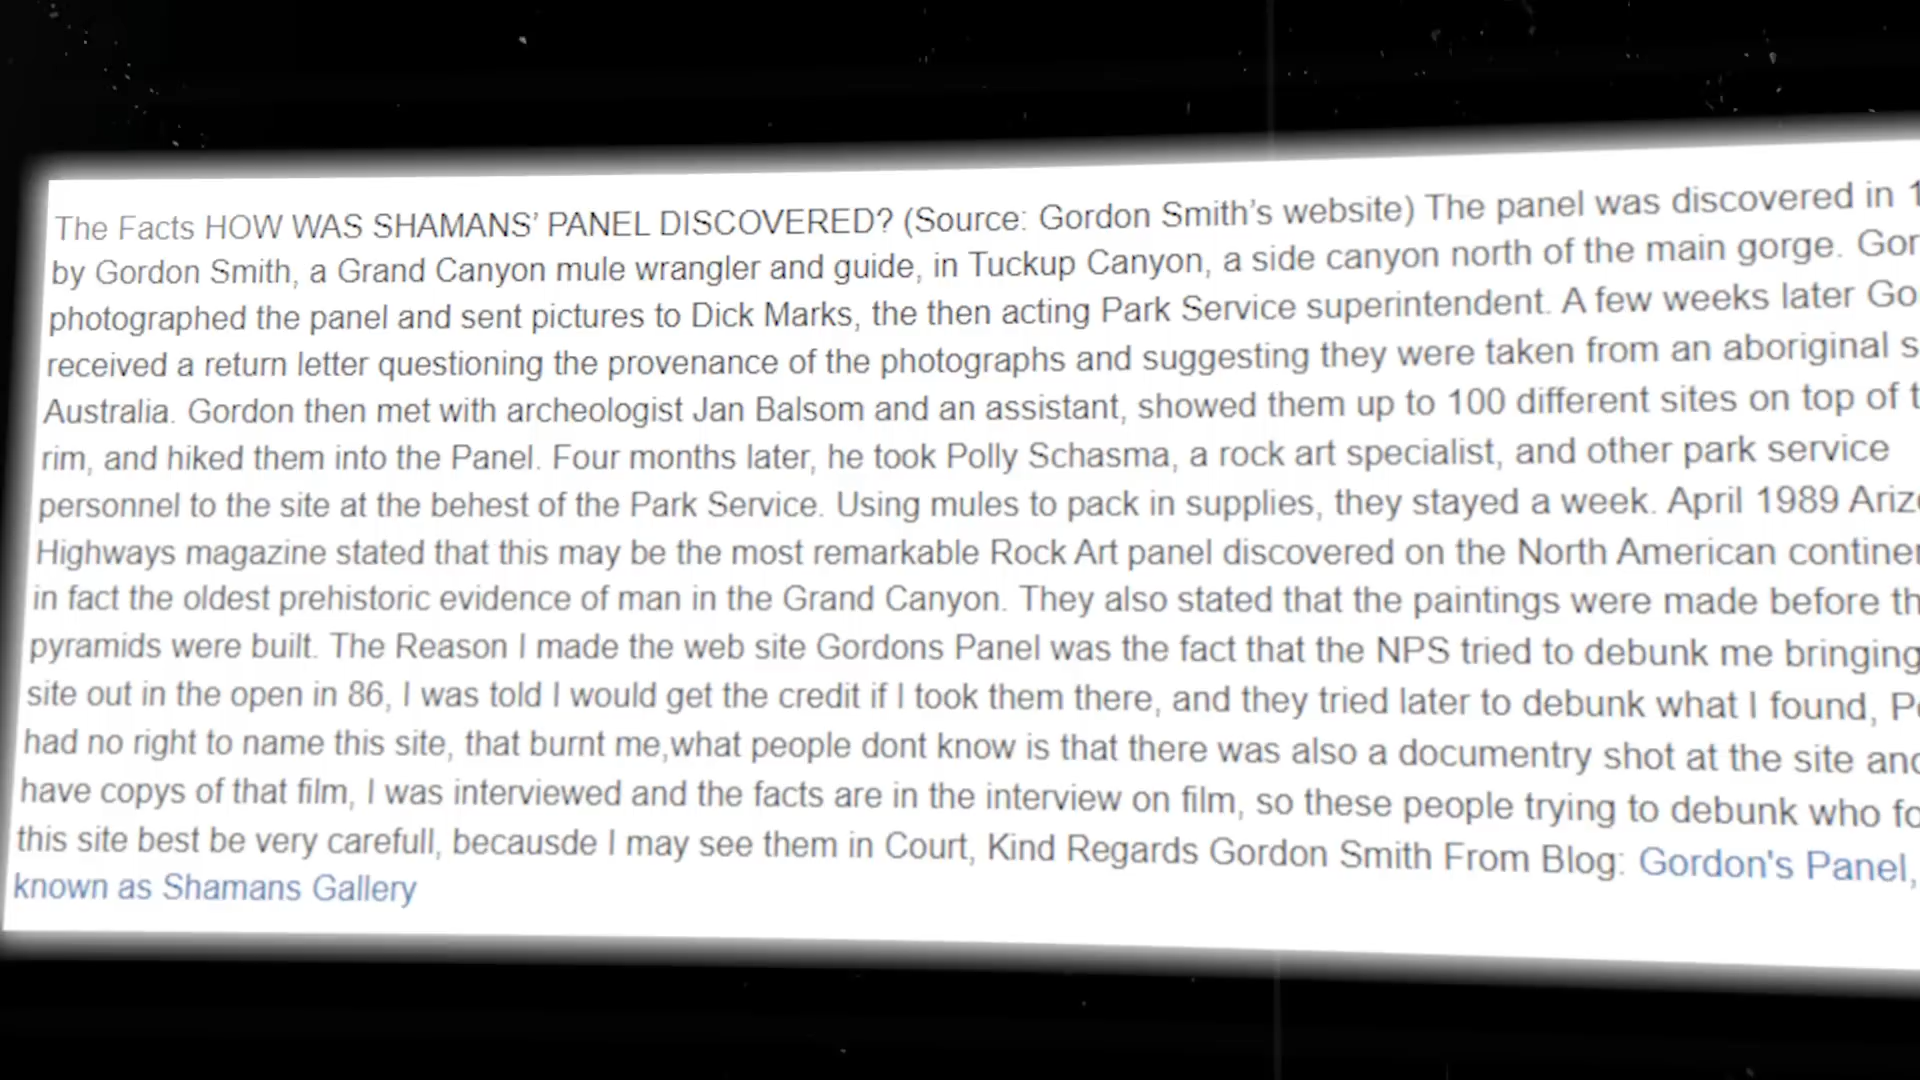 The Facts HOW WAS SHAMANS’ PANEL DISCOVERED? (Source: Gordon Smith’s website) The panel was discovered in
by Gordon Smith, a Grand Canyon mule wrangler and guide, in Tuckup Canyon, a side canyon north of the main gorge.
photographed the panel and sent pictures to Dick Marks, the then acting Park Service superintendent. A few weeks later
received a return letter questioning the provenance of the photographs and suggesting they were taken from an aboriginal
Australia. Gordon then met with archeologist Jan Balsom and an assistant, showed them up to 100 different sites on top of
rim, and hiked them into the Panel. Four months later, he took Polly Schasma, a rock art specialist, and other park service
personnel to the site at the behest of the Park Service. Using mules to pack in supplies, they stayed a week. April 1989
Highways magazine stated that this may be the most remarkable Rock Art panel discovered on the North American
in fact the oldest prehistoric evidence of man in the Grand Canyon. They also stated that the paintings were made before
pyramids were built. The Reason I made the web site Gordons Panel was the fact that the NPS tried to debunk me bringing
site out in the open in 86, I was told I would get the credit if I took them there, and they tried later to debunk what I found,
had no right to name this site, that burnt me,what people dont know is that there was also a documentry shot at the site
have copys of that film, I was interviewed and the facts are in the interview on film, so these people trying to debunk who
this site best be very carefull, becausde I may see them in Court, Kind Regards Gordon Smith From Blog: Gordon's Panel,
known as Shamans Gallery